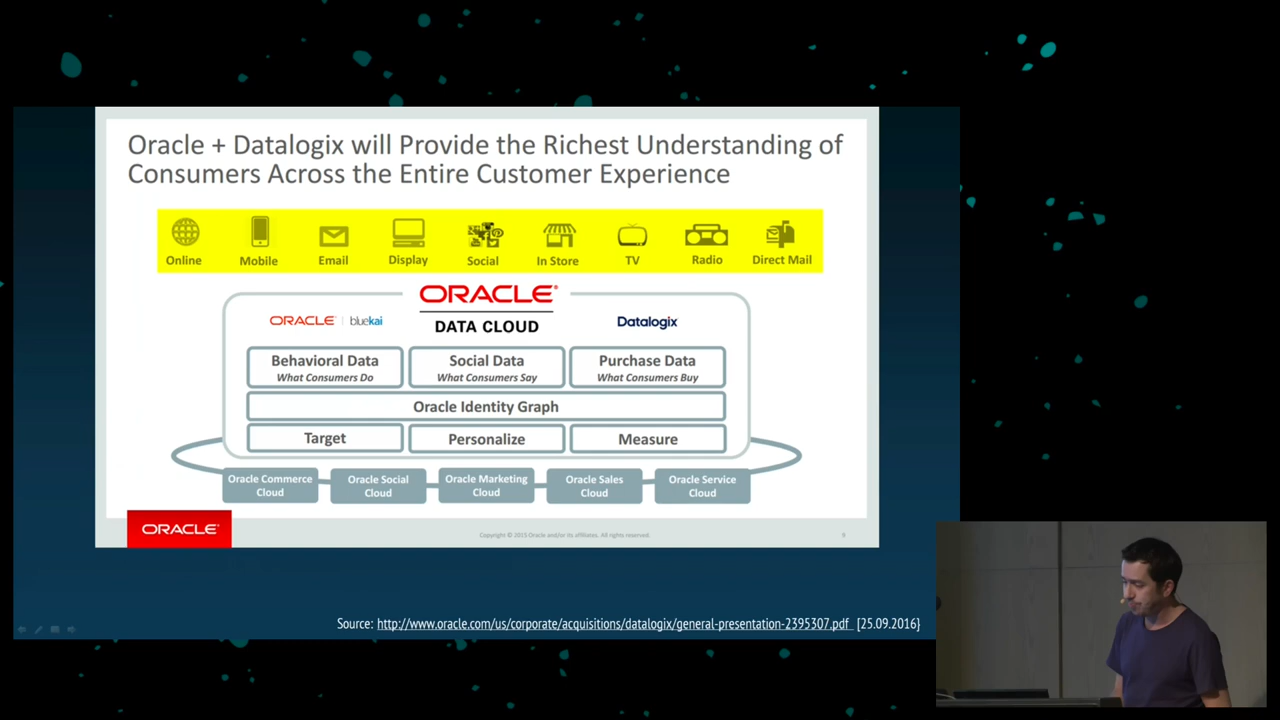 Oracle + Datalogix will Provide the Richest Understanding of
Consumers Across the Entire Customer Experience
Online Mobile Email Display Social In Store TV Radio Direct Mail
ORACLE®
ORACLE | bluekai DATA CLOUD Datalogix
Behavioral Data Social Data Purchase Data
What Consumers Do What Consumers Say What Consumers Buy
Oracle Identity Graph
Target Personalize Measure
Oracle Commerce Cloud
Oracle Social Cloud
Oracle Marketing Cloud
Oracle Sales Cloud
Oracle Service Cloud
ORACLE®
Copyright © 2015 Oracle and/or its affiliates. All rights reserved. 9
Source: http://www.oracle.com/us/corporate/acquisitions/datalogix/general-presentation-2395307.pdf [25.09.2016}